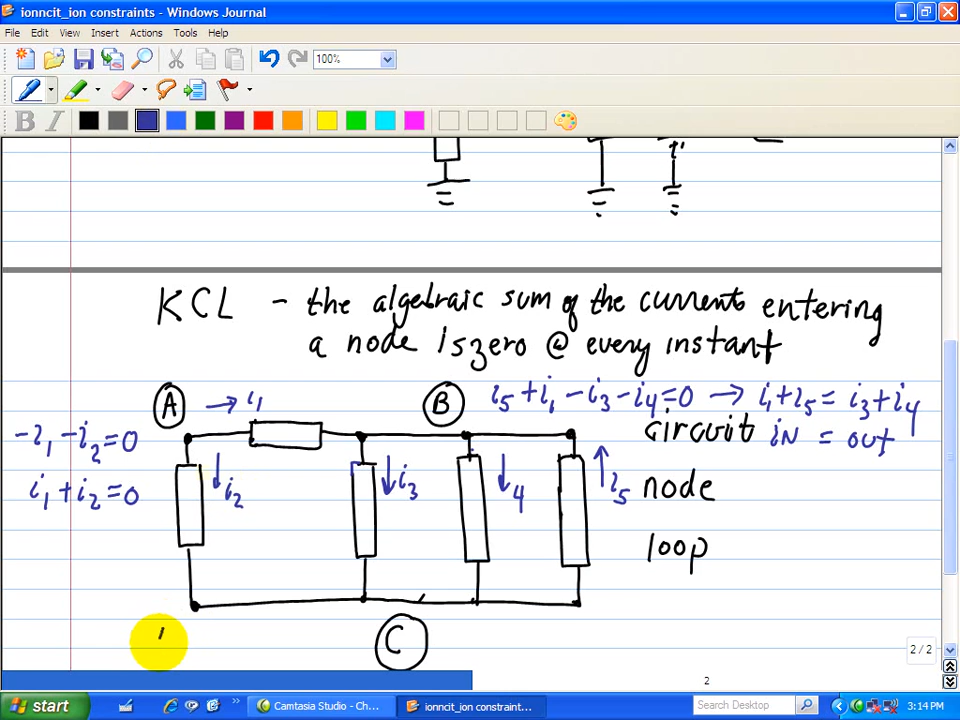 ionncit_ion constraints - Windows Journal
File Edit View Insert Actions Tools Help
100%
B I
KCL - the algebraic sum of the currents entering
a node is zero @ every instant
A → i1 B i5 + i1 - i3 - i4 = 0 → i1 + i5 = i3 + i4
-i1 - i2 = 0 circuit iN = out
i1 + i2 = 0 ↓ i2 ↓ i3 ↓ 4 ↑ i5 node
loop
C
2 / 2
2
start Camtasia Studio - Ch... ionncit_ion constraint... Search Desktop 3:14 PM